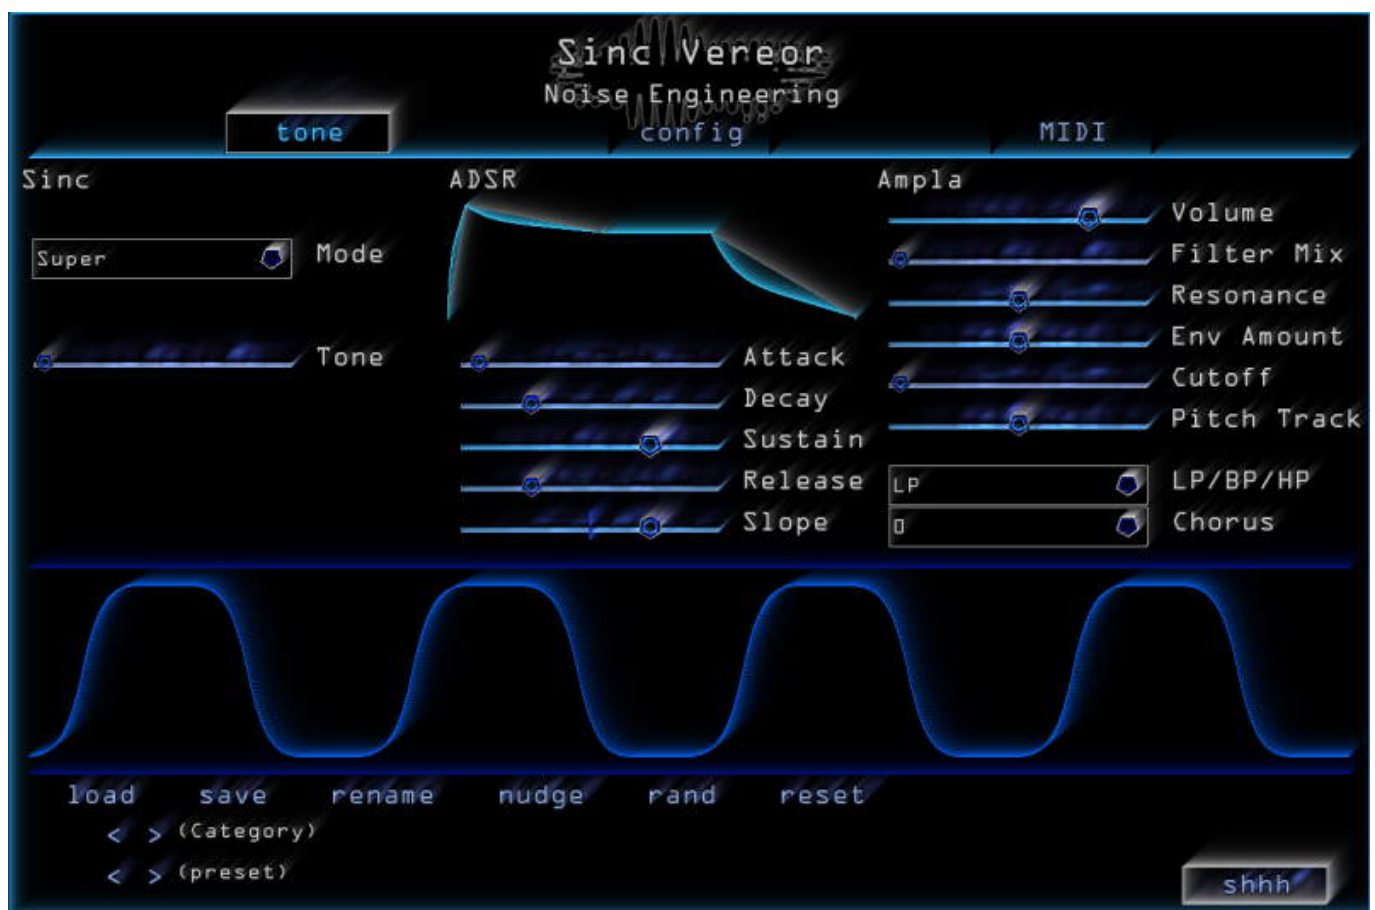 Sinc Vereor
Noise Engineering
tone
config
MIDI
Sinc
Super
Mode
Tone
ADSR
Attack
Decay
Sustain
Release
Slope
Ampla
Volume
Filter Mix
Resonance
Env Amount
Cutoff
Pitch Track
LP
LP/BP/HP
0
Chorus
load save rename nudge rand reset
< > (Category)
< > (preset)
shhh